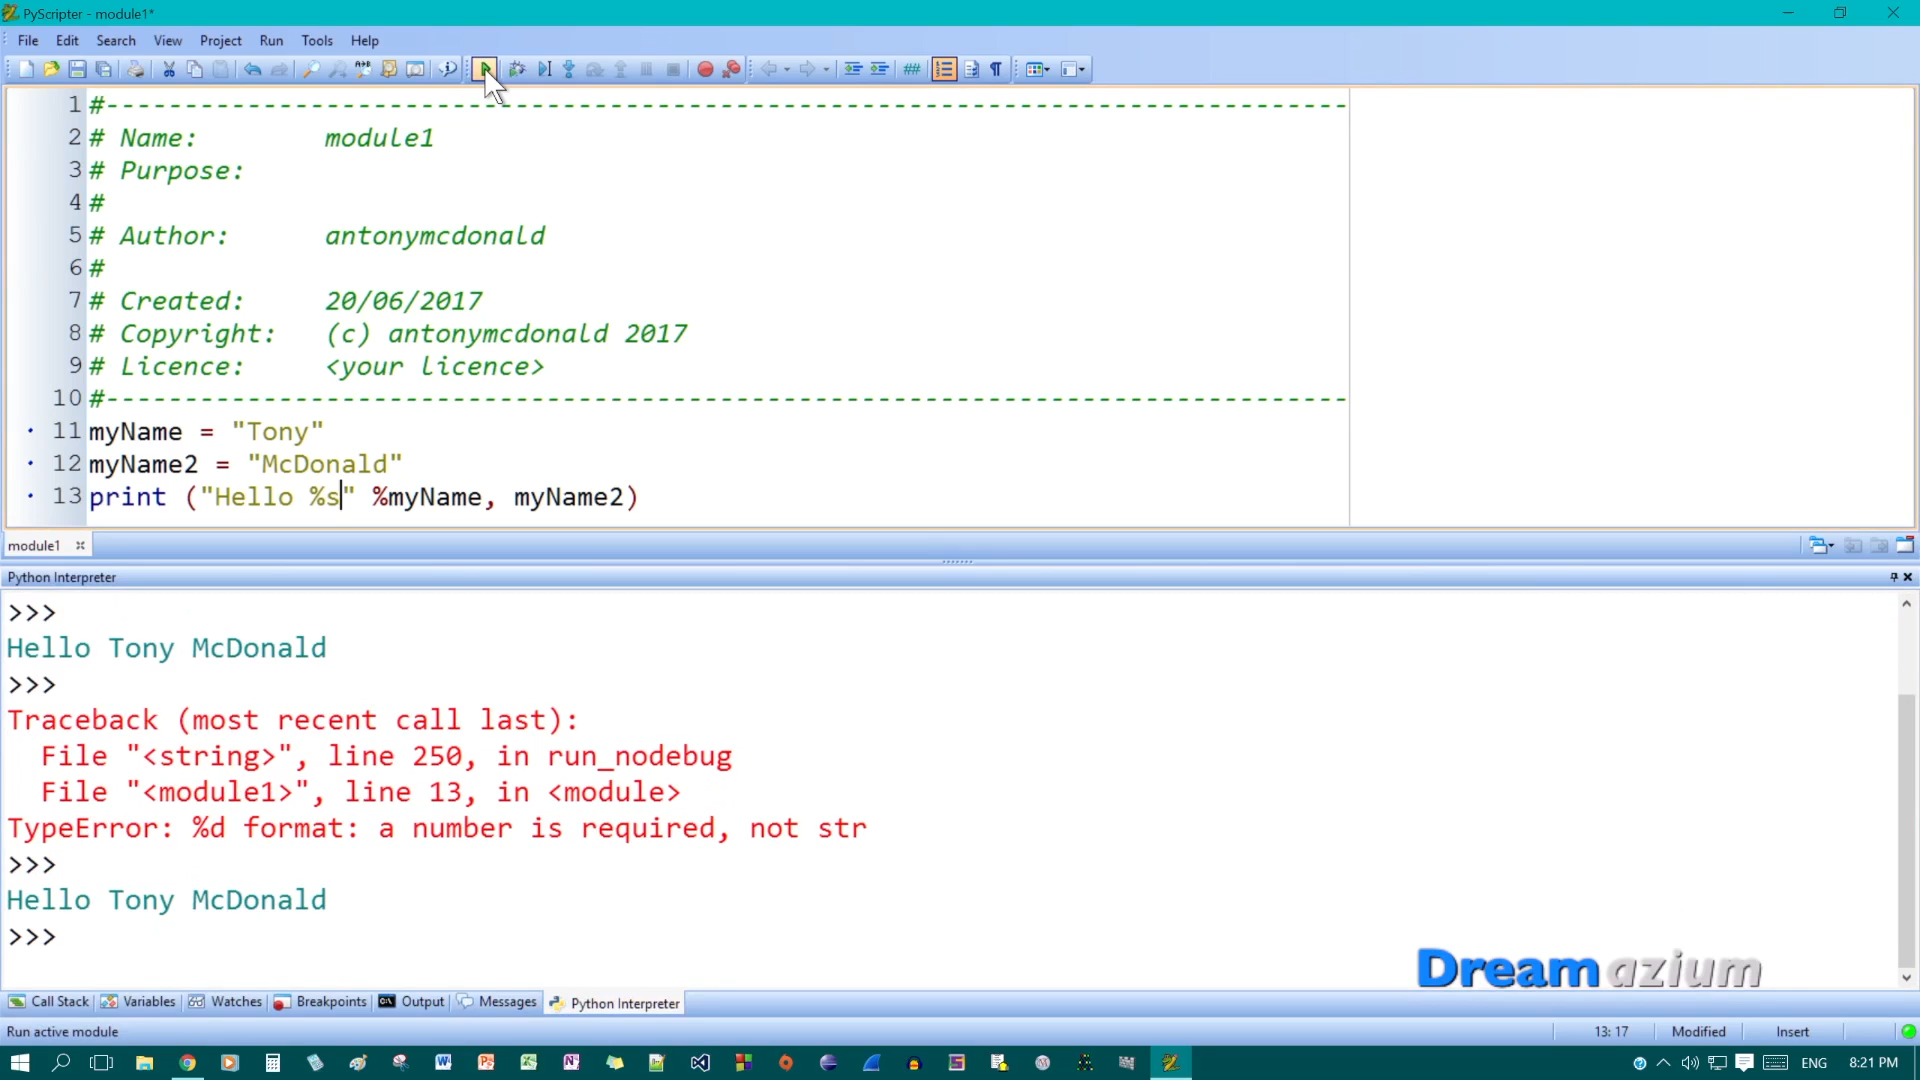 PyScripter - module1*
File Edit Search View Project Run Tools Help
1 #-------------------------------------------------------------------------------
2 # Name:        module1
3 # Purpose:
4 #
5 # Author:      antonymcdonald
6 #
7 # Created:     20/06/2017
8 # Copyright:   (c) antonymcdonald 2017
9 # Licence:     <your licence>
10 #-------------------------------------------------------------------------------
11 myName = "Tony"
12 myName2 = "McDonald"
13 print ("Hello %s" %myName, myName2)
module1
Python Interpreter
>>>
Hello Tony McDonald
>>>
Traceback (most recent call last):
  File "<string>", line 250, in run_nodebug
  File "<module1>", line 13, in <module>
TypeError: %d format: a number is required, not str
>>>
Hello Tony McDonald
>>>
Dreamazium
Call Stack Variables Watches Breakpoints Output Messages Python Interpreter
Run active module 13: 17 Modified Insert
ENG 8:21 PM